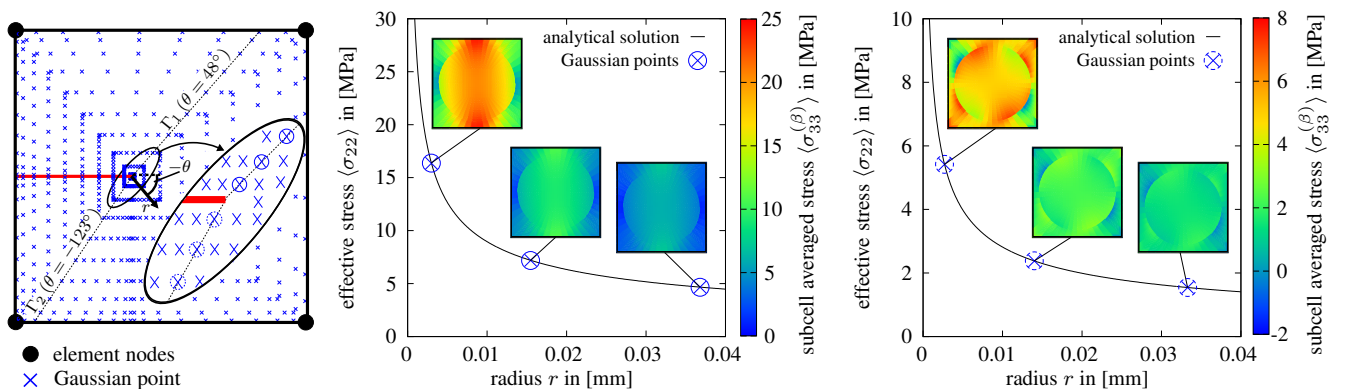 Γ₁ (θ = 48°)
−θ
r
Γ₂ (θ = −123°)
element nodes
Gaussian point
effective stress ⟨σ₂₂⟩ in [MPa]
30
25
20
15
10
5
0
analytical solution
Gaussian points
0 0.01 0.02 0.03 0.04
radius r in [mm]
25
20
15
10
5
0
subcell averaged stress ⟨σ₃₃^(β)⟩ in [MPa]
effective stress ⟨σ₂₂⟩ in [MPa]
10
8
6
4
2
0
analytical solution
Gaussian points
0 0.01 0.02 0.03 0.04
radius r in [mm]
8
6
4
2
0
-2
subcell averaged stress ⟨σ₃₃^(β)⟩ in [MPa]